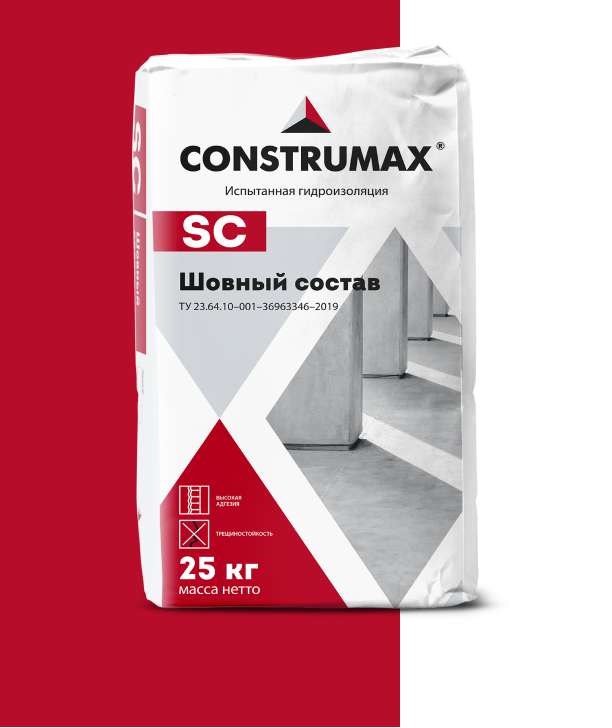 CONSTRUMAX®
Испытанная гидроизоляция
SC
Шовный состав
ТУ 23.64.10–001–36963346–2019
ВЫСОКАЯ
АДГЕЗИЯ
ТРЕЩИНОСТОЙКОСТЬ
25 кг
масса нетто
SC
Шовный